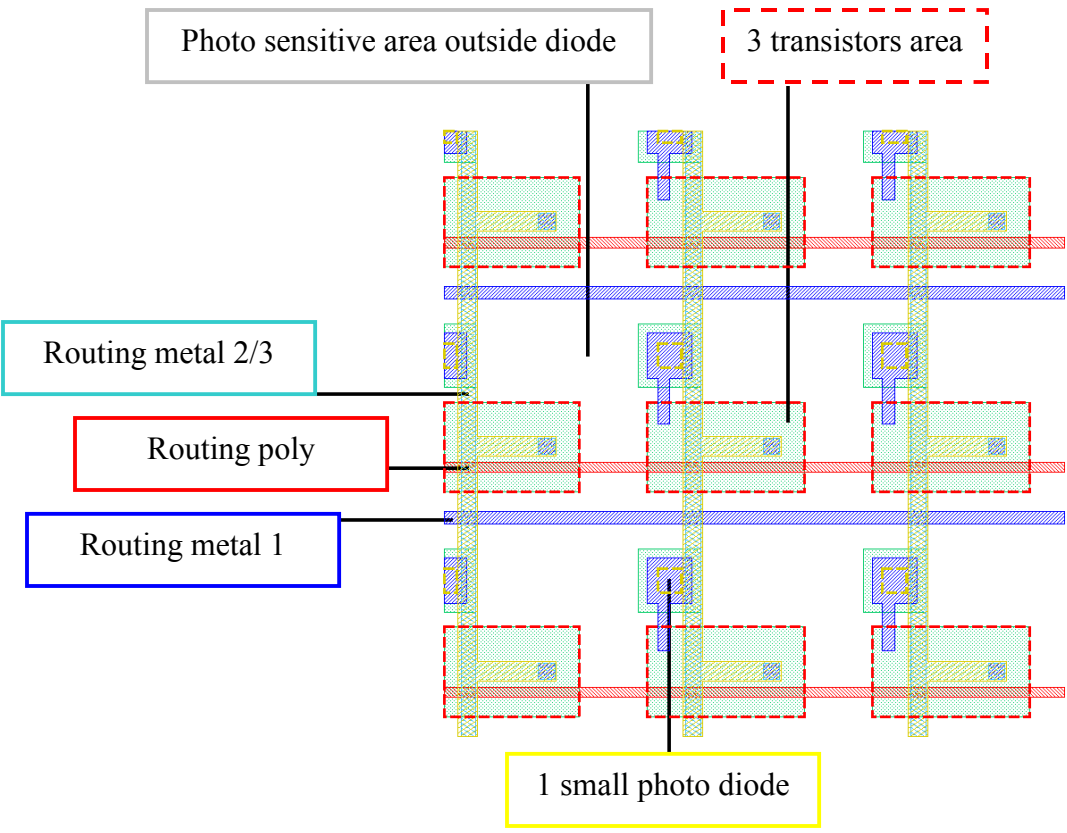 Photo sensitive area outside diode
3 transistors area
Routing metal 2/3
Routing poly
Routing metal 1
1 small photo diode